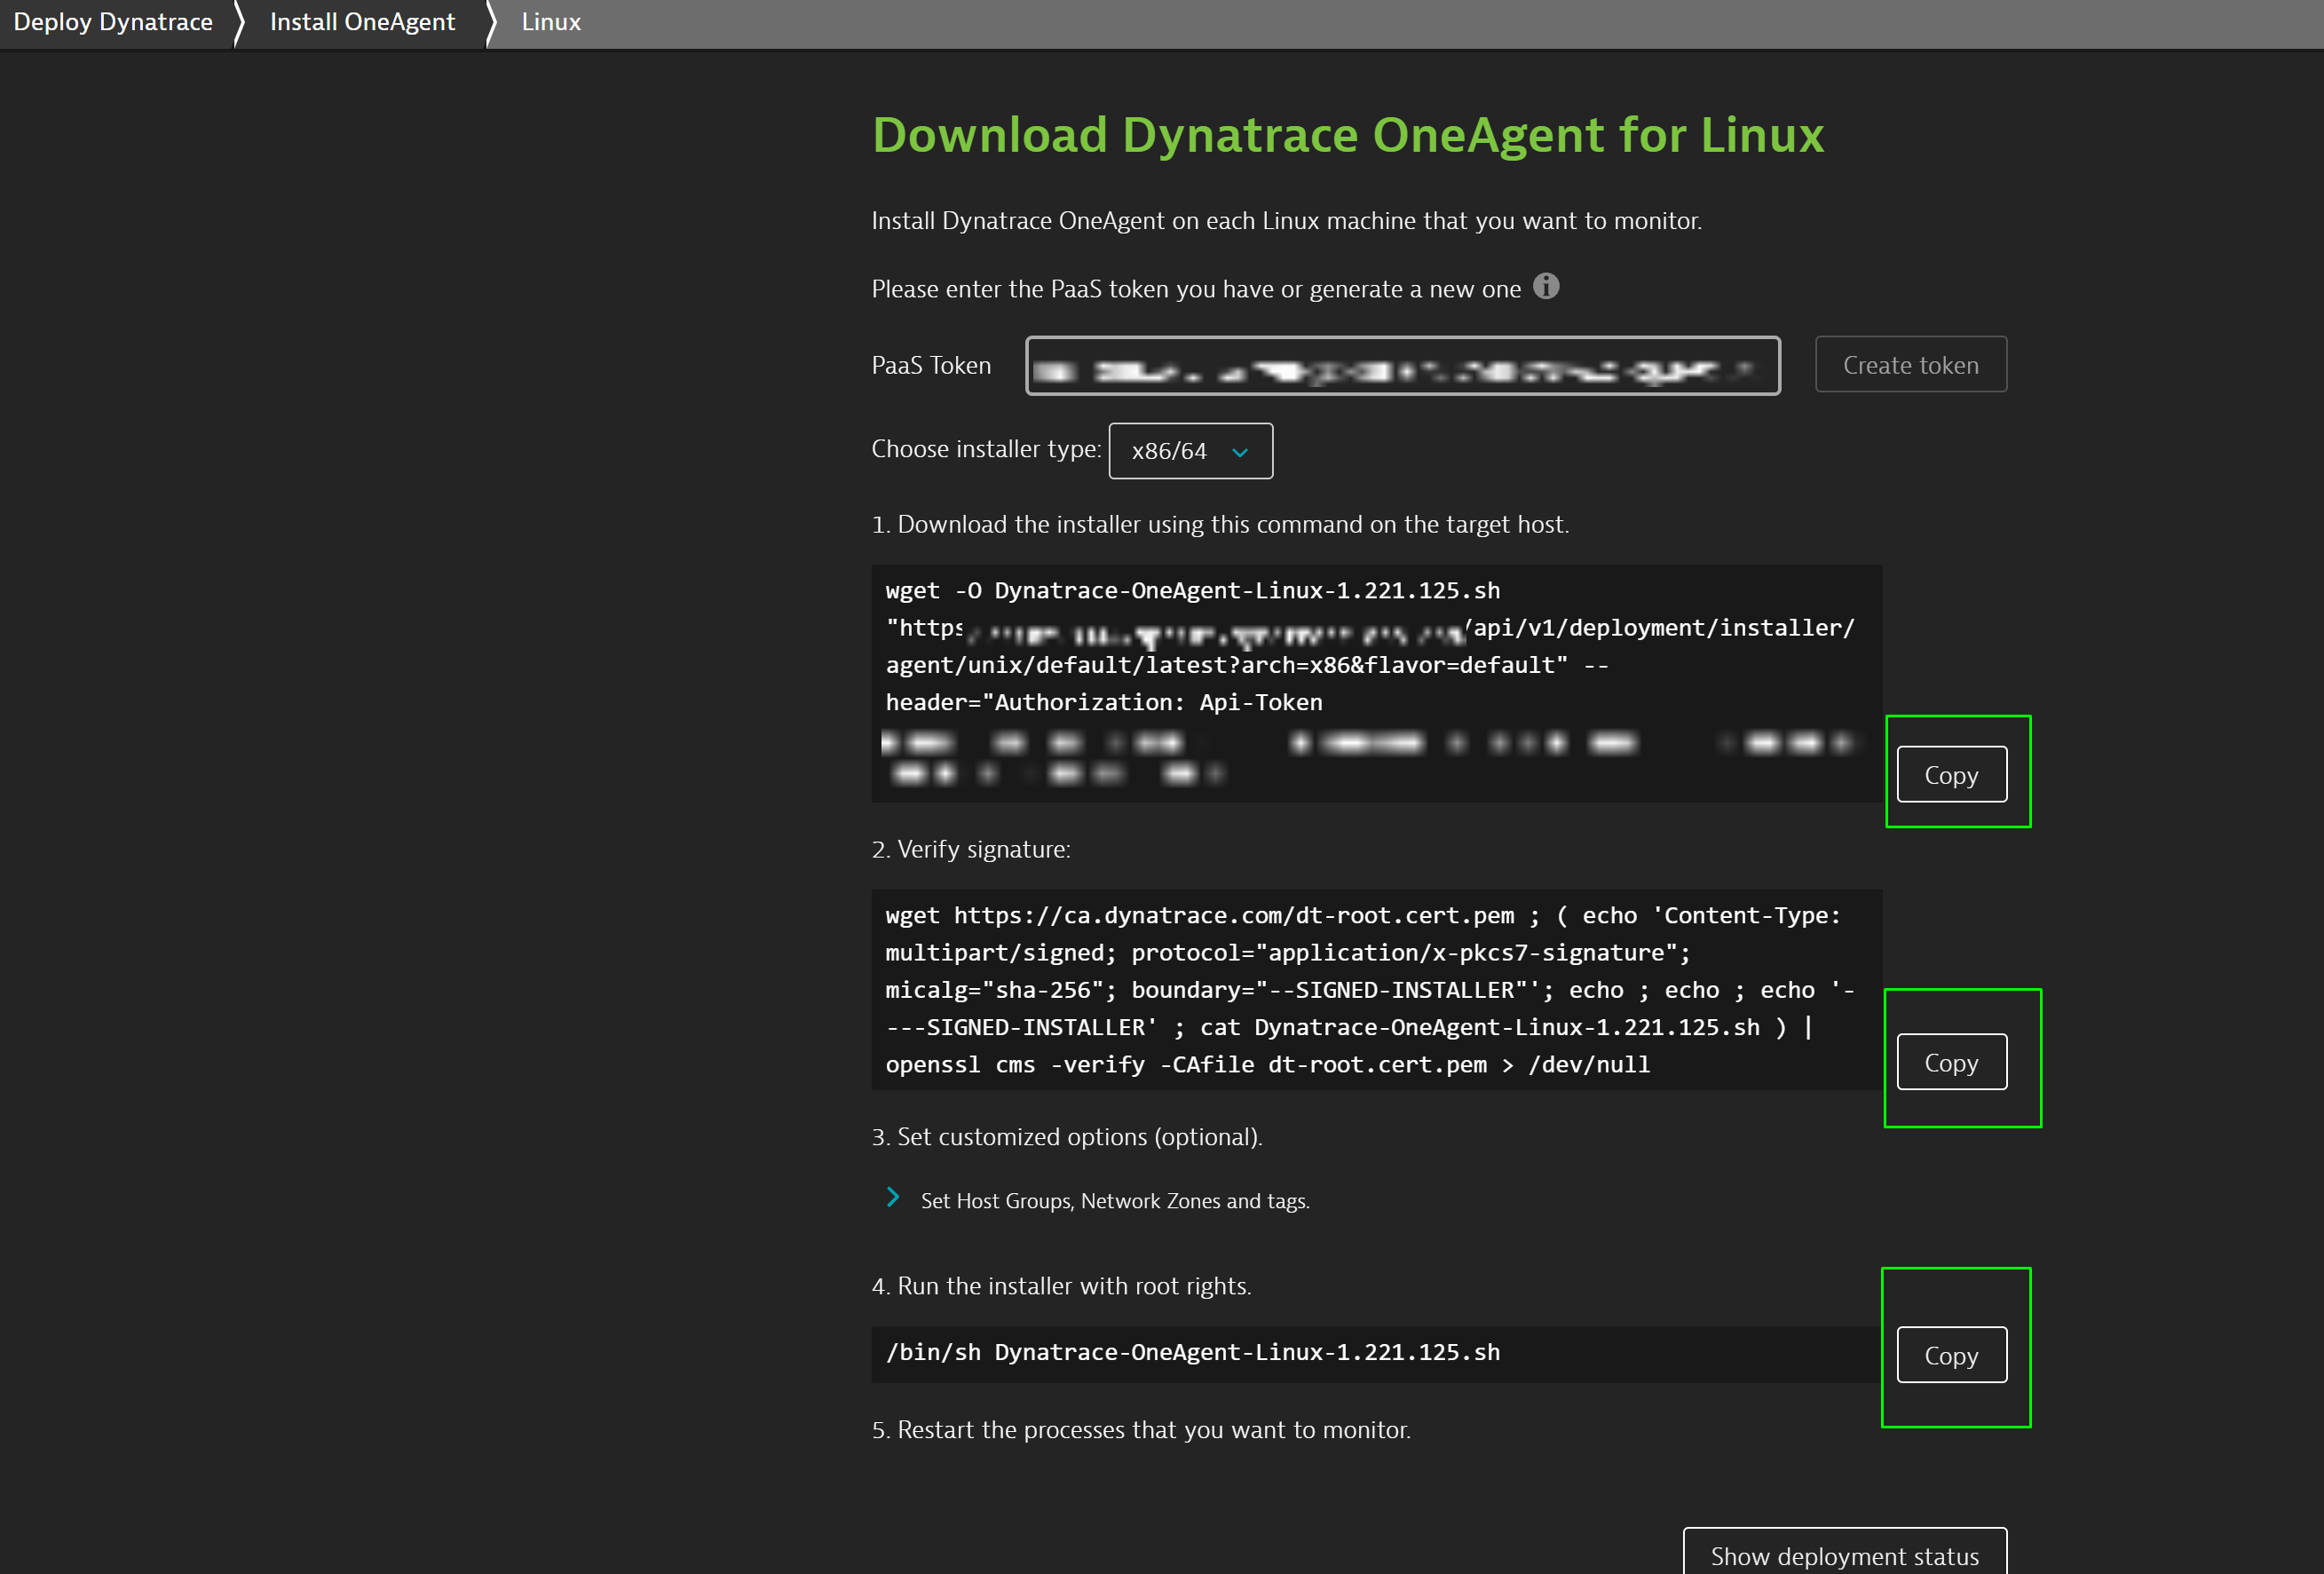 Deploy Dynatrace Install OneAgent Linux
Download Dynatrace OneAgent for Linux
Install Dynatrace OneAgent on each Linux machine that you want to monitor.
Please enter the PaaS token you have or generate a new one
PaaS Token Create token
Choose installer type: x86/64
1. Download the installer using this command on the target host.
wget -O Dynatrace-OneAgent-Linux-1.221.125.sh
"https /api/v1/deployment/installer/
agent/unix/default/latest?arch=x86&flavor=default" --
header="Authorization: Api-Token
Copy
2. Verify signature:
wget https://ca.dynatrace.com/dt-root.cert.pem ; ( echo 'Content-Type:
multipart/signed; protocol="application/x-pkcs7-signature";
micalg="sha-256"; boundary="--SIGNED-INSTALLER"'; echo ; echo ; echo '-
---SIGNED-INSTALLER' ; cat Dynatrace-OneAgent-Linux-1.221.125.sh ) |
openssl cms -verify -CAfile dt-root.cert.pem > /dev/null
Copy
3. Set customized options (optional).
Set Host Groups, Network Zones and tags.
4. Run the installer with root rights.
/bin/sh Dynatrace-OneAgent-Linux-1.221.125.sh
Copy
5. Restart the processes that you want to monitor.
Show deployment status